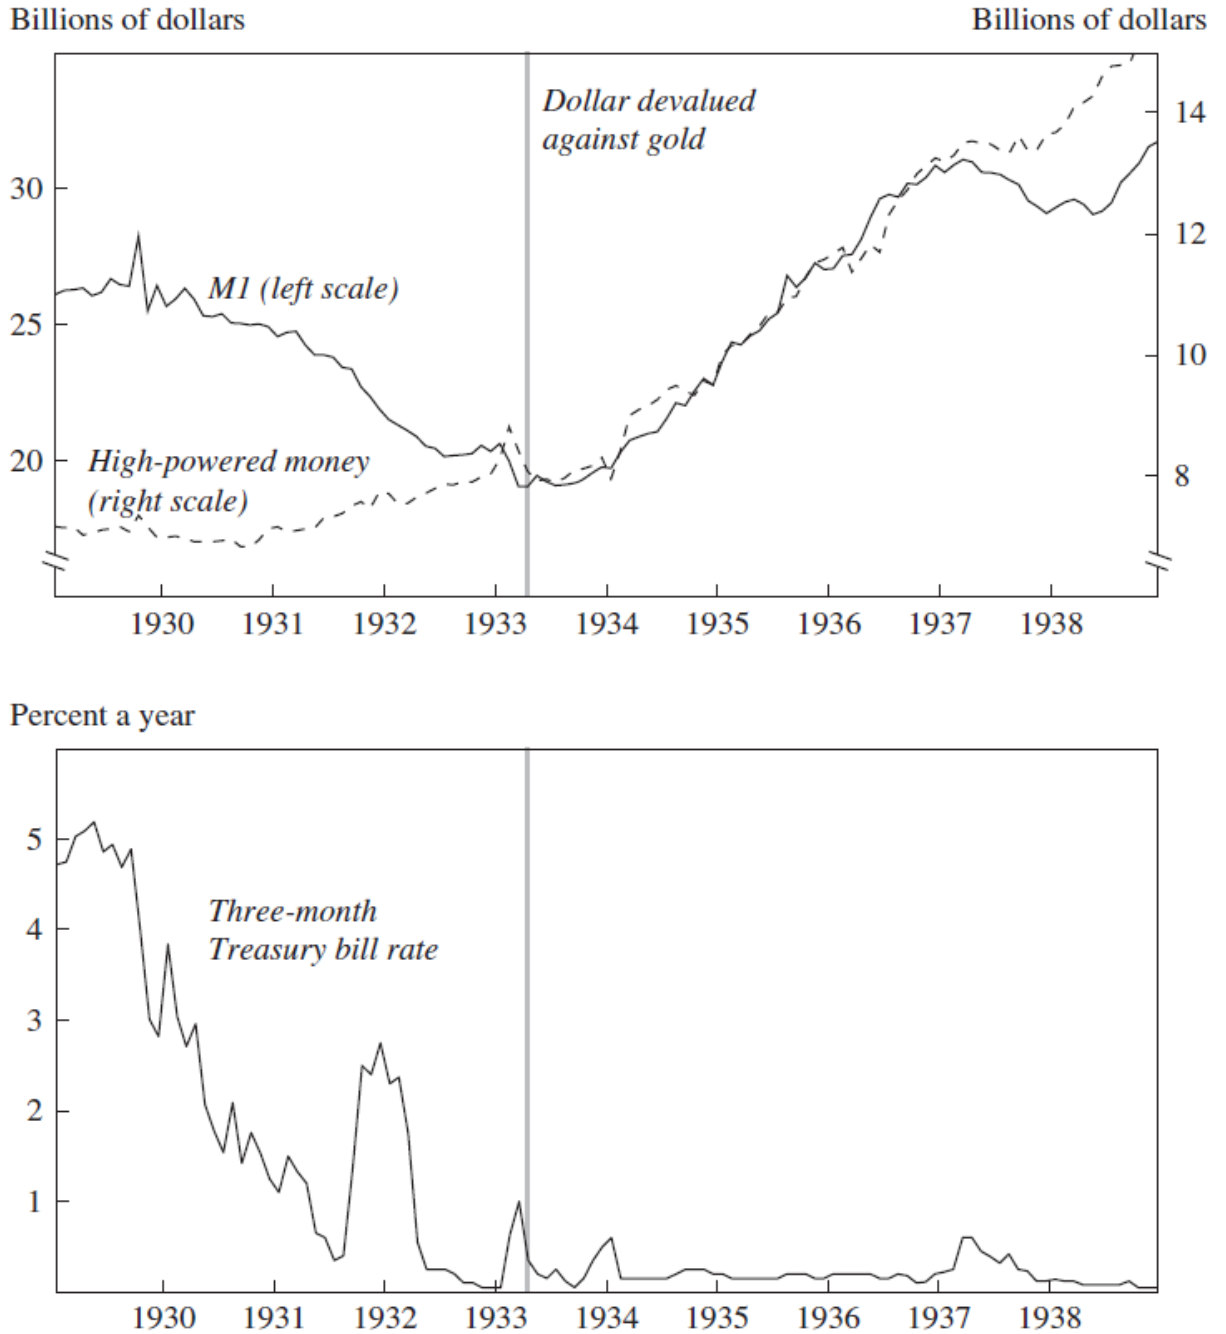 Billions of dollars
Billions of dollars
Dollar devalued
against gold
14
30
12
M1 (left scale)
25
10
High-powered money
(right scale)
20
8
1930 1931 1932 1933 1934 1935 1936 1937 1938
Percent a year
5
Three-month
Treasury bill rate
4
3
2
1
1930 1931 1932 1933 1934 1935 1936 1937 1938